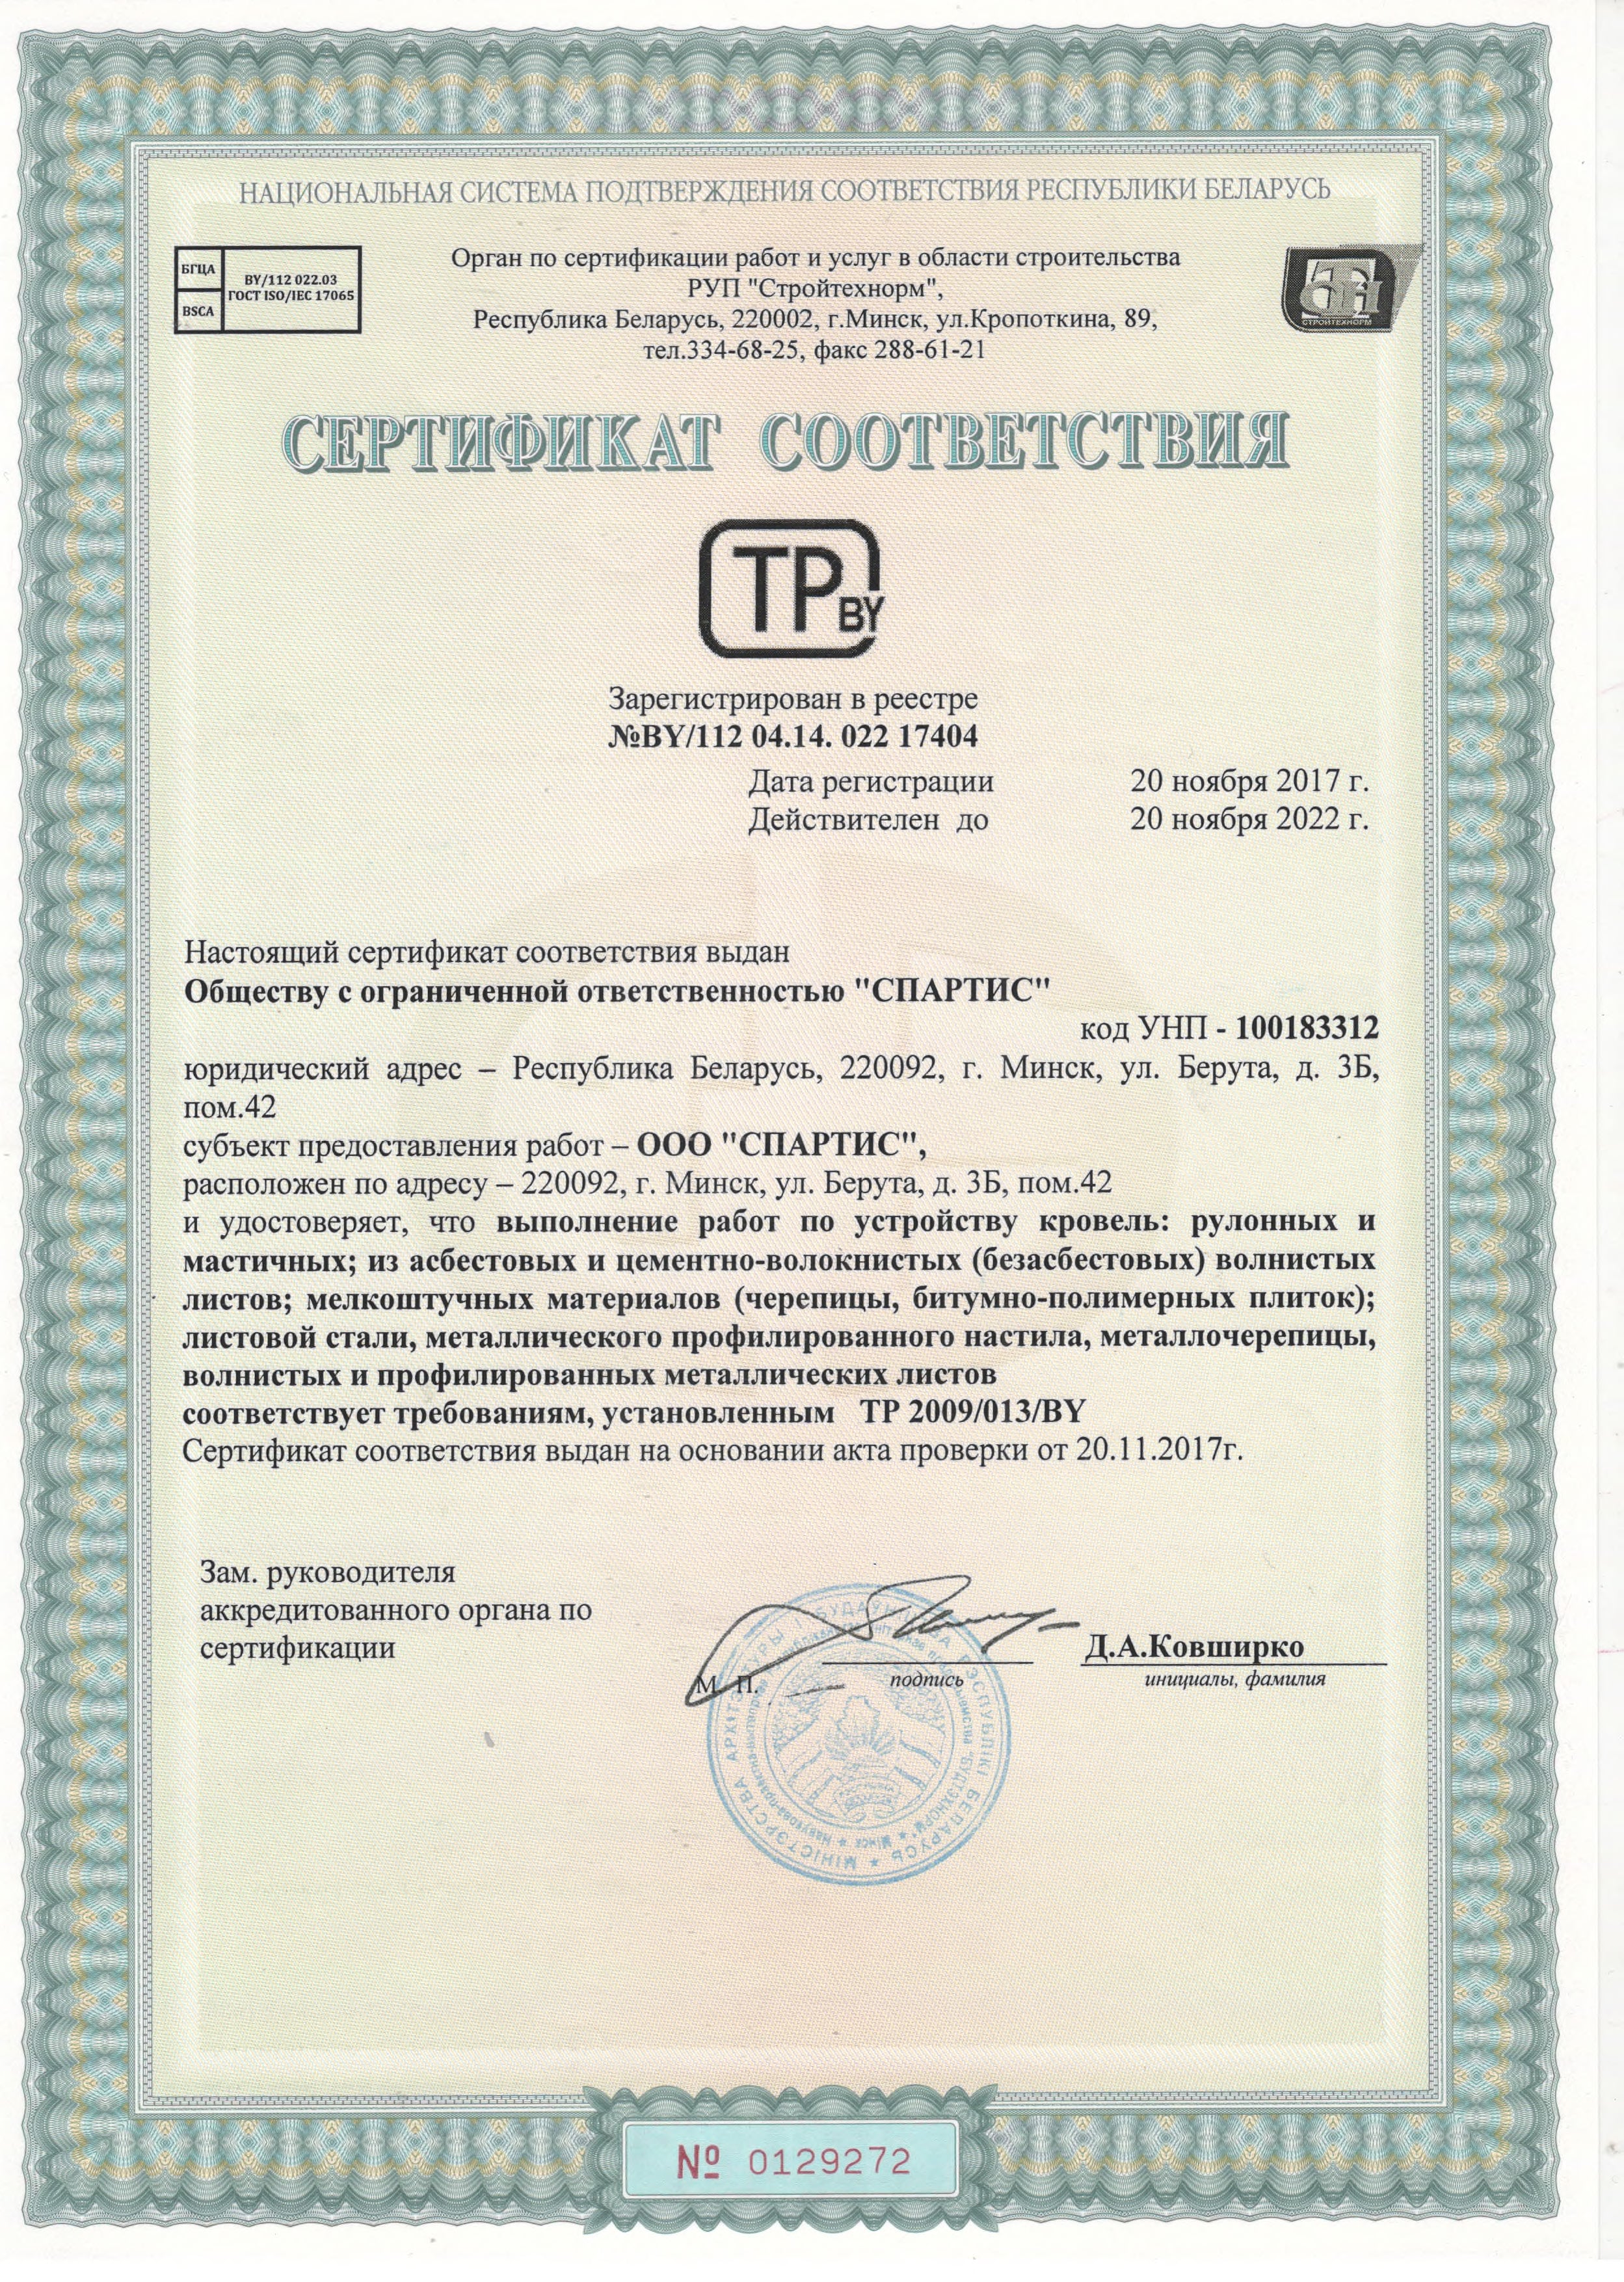 НАЦИОНАЛЬНАЯ СИСТЕМА ПОДТВЕРЖДЕНИЯ СООТВЕТСТВИЯ РЕСПУБЛИКИ БЕЛАРУСЬ
БГЦА
BSCA
BY/112 022.03
ГОСТ ISO/IEC 17065
Орган по сертификации работ и услуг в области строительства
РУП "Стройтехнорм",
Республика Беларусь, 220002, г.Минск, ул.Кропоткина, 89,
тел.334-68-25, факс 288-61-21
СТРОЙТЕХНОРМ
СЕРТИФИКАТ СООТВЕТСТВИЯ
ТР BY
Зарегистрирован в реестре
№BY/112 04.14. 022 17404
Дата регистрации 20 ноября 2017 г.
Действителен до 20 ноября 2022 г.
Настоящий сертификат соответствия выдан
Обществу с ограниченной ответственностью "СПАРТИС"
код УНП - 100183312
юридический адрес – Республика Беларусь, 220092, г. Минск, ул. Берута, д. 3Б,
пом.42
субъект предоставления работ – ООО "СПАРТИС",
расположен по адресу – 220092, г. Минск, ул. Берута, д. 3Б, пом.42
и удостоверяет, что выполнение работ по устройству кровель: рулонных и
мастичных; из асбестовых и цементно-волокнистых (безасбестовых) волнистых
листов; мелкоштучных материалов (черепицы, битумно-полимерных плиток);
листовой стали, металлического профилированного настила, металлочерепицы,
волнистых и профилированных металлических листов
соответствует требованиям, установленным ТР 2009/013/BY
Сертификат соответствия выдан на основании акта проверки от 20.11.2017г.
Зам. руководителя
аккредитованного органа по
сертификации
М. П.
подпись
Д.А.Ковширко
инициалы, фамилия
МІНІСТЭРСТВА АРХІТЭКТУРЫ І БУДАЎНІЦТВА РЭСПУБЛІКІ БЕЛАРУСЬ
"БУДТЭХНОРМ" * Мінск *
№ 0129272